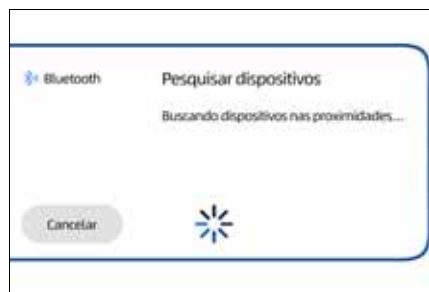 Bluetooth
Pesquisar dispositivos
Buscando dispositivos nas proximidades...
Cancelar